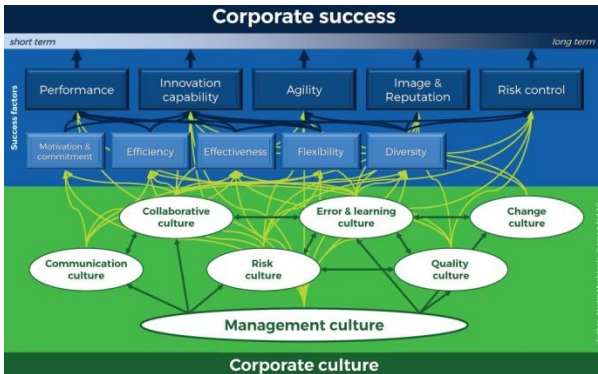 Corporate success
short term
long term
Success factors
Performance
Innovation
capability
Agility
Image &
Reputation
Risk control
Motivation &
commitment
Efficiency
Effectiveness
Flexibility
Diversity
Collaborative
culture
Error & learning
culture
Change
culture
Communication
culture
Risk
culture
Quality
culture
Management culture
Corporate culture